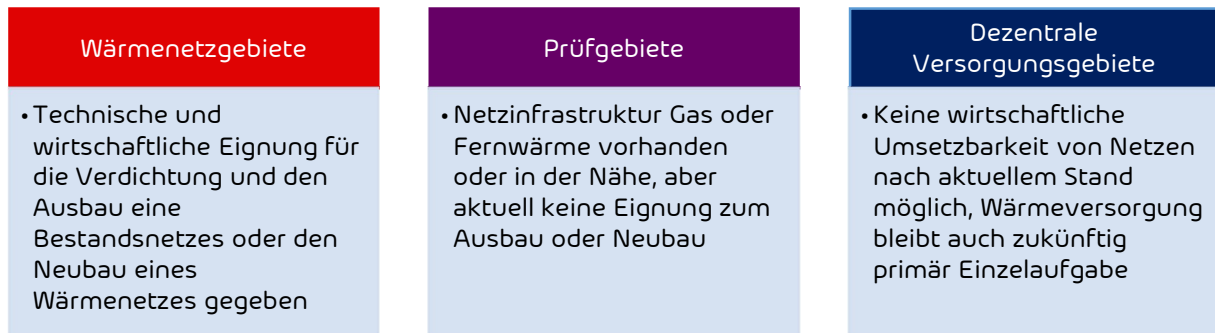 Wärmenetzgebiete
• Technische und
wirtschaftliche Eignung für
die Verdichtung und den
Ausbau eine
Bestandsnetzes oder den
Neubau eines
Wärmenetzes gegeben
Prüfgebiete
• Netzinfrastruktur Gas oder
Fernwärme vorhanden
oder in der Nähe, aber
aktuell keine Eignung zum
Ausbau oder Neubau
Dezentrale
Versorgungsgebiete
• Keine wirtschaftliche
Umsetzbarkeit von Netzen
nach aktuellem Stand
möglich, Wärmeversorgung
bleibt auch zukünftig
primär Einzelaufgabe